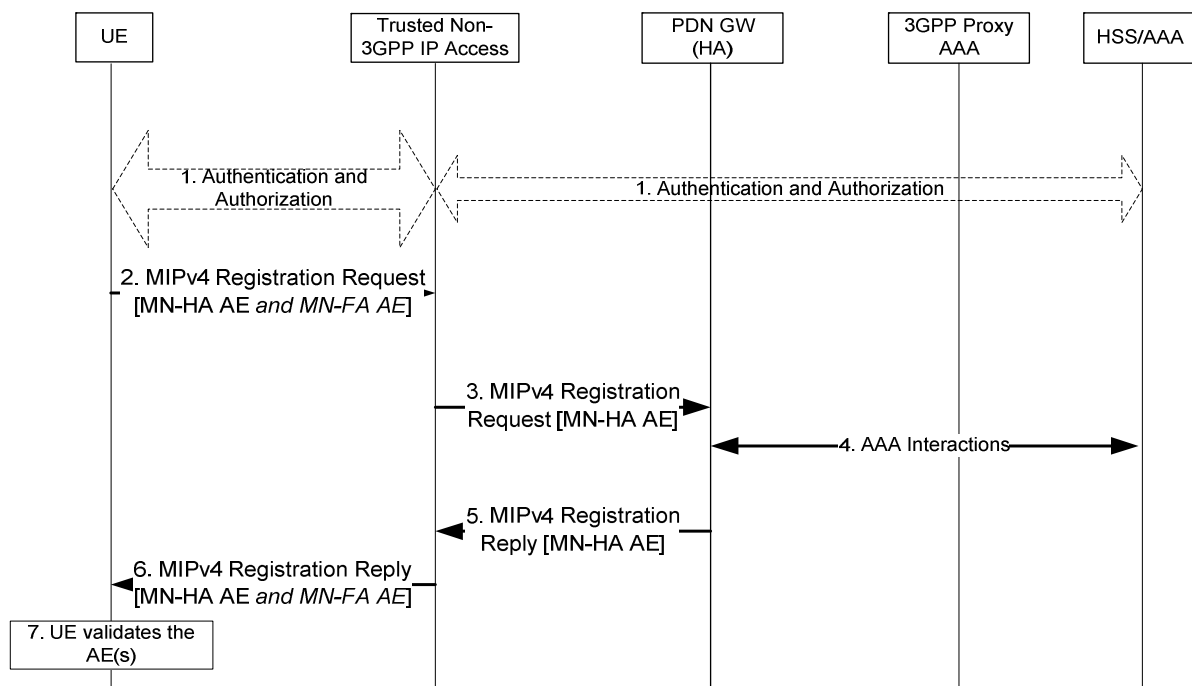 UE
Trusted Non-
3GPP IP Access
PDN GW
(HA)
3GPP Proxy
AAA
HSS/AAA
1. Authentication and
Authorization
1. Authentication and Authorization
2. MIPv4 Registration Request
[MN-HA AE and MN-FA AE]
3. MIPv4 Registration
Request [MN-HA AE]
4. AAA Interactions
5. MIPv4 Registration
Reply [MN-HA AE]
6. MIPv4 Registration Reply
[MN-HA AE and MN-FA AE]
7. UE validates the
AE(s)